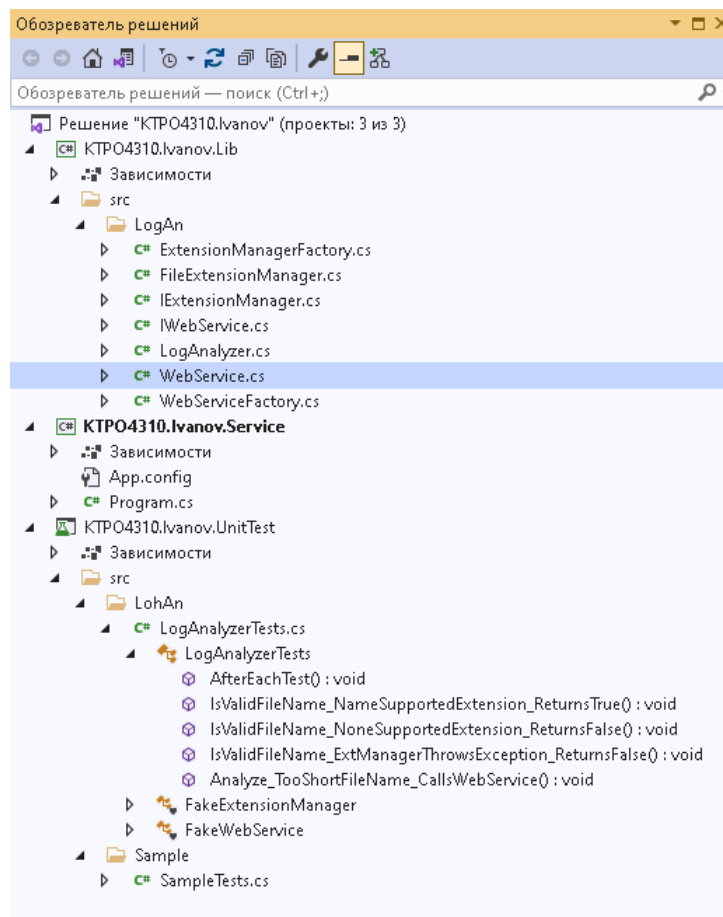 Обозреватель решений
Обозреватель решений — поиск (Ctrl+;)
Решение "KTPO4310.Ivanov" (проекты: 3 из 3)
C# KTPO4310.Ivanov.Lib
Зависимости
src
LogAn
C# ExtensionManagerFactory.cs
C# FileExtensionManager.cs
C# IExtensionManager.cs
C# IWebService.cs
C# LogAnalyzer.cs
C# WebService.cs
C# WebServiceFactory.cs
C# KTPO4310.Ivanov.Service
Зависимости
App.config
C# Program.cs
KTPO4310.Ivanov.UnitTest
Зависимости
src
LohAn
C# LogAnalyzerTests.cs
LogAnalyzerTests
AfterEachTest() : void
IsValidFileName_NameSupportedExtension_ReturnsTrue() : void
IsValidFileName_NoneSupportedExtension_ReturnsFalse() : void
IsValidFileName_ExtManagerThrowsException_ReturnsFalse() : void
Analyze_TooShortFileName_CallsWebService() : void
FakeExtensionManager
FakeWebService
Sample
C# SampleTests.cs